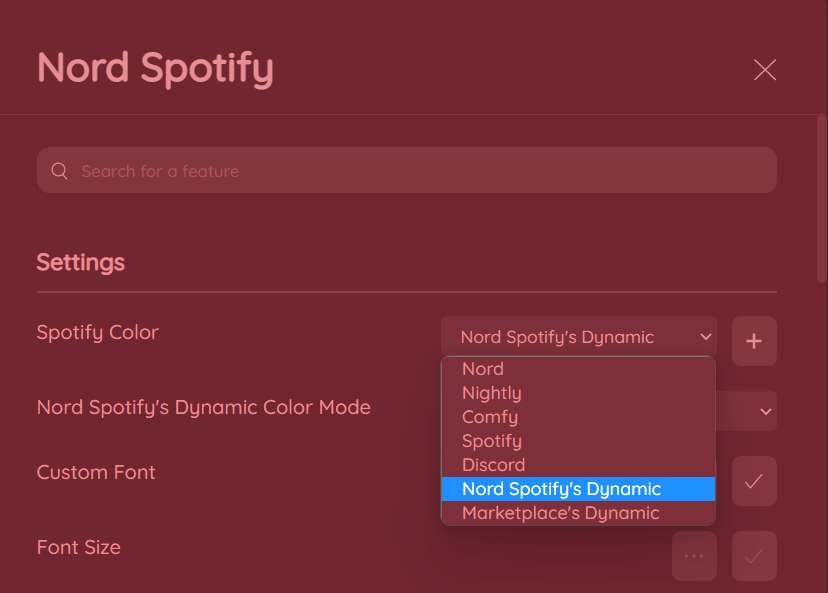 Nord Spotify
Search for a feature
Settings
Spotify Color
Nord Spotify's Dynamic
Nord
Nightly
Comfy
Spotify
Discord
Nord Spotify's Dynamic
Marketplace's Dynamic
Nord Spotify's Dynamic Color Mode
Custom Font
Font Size